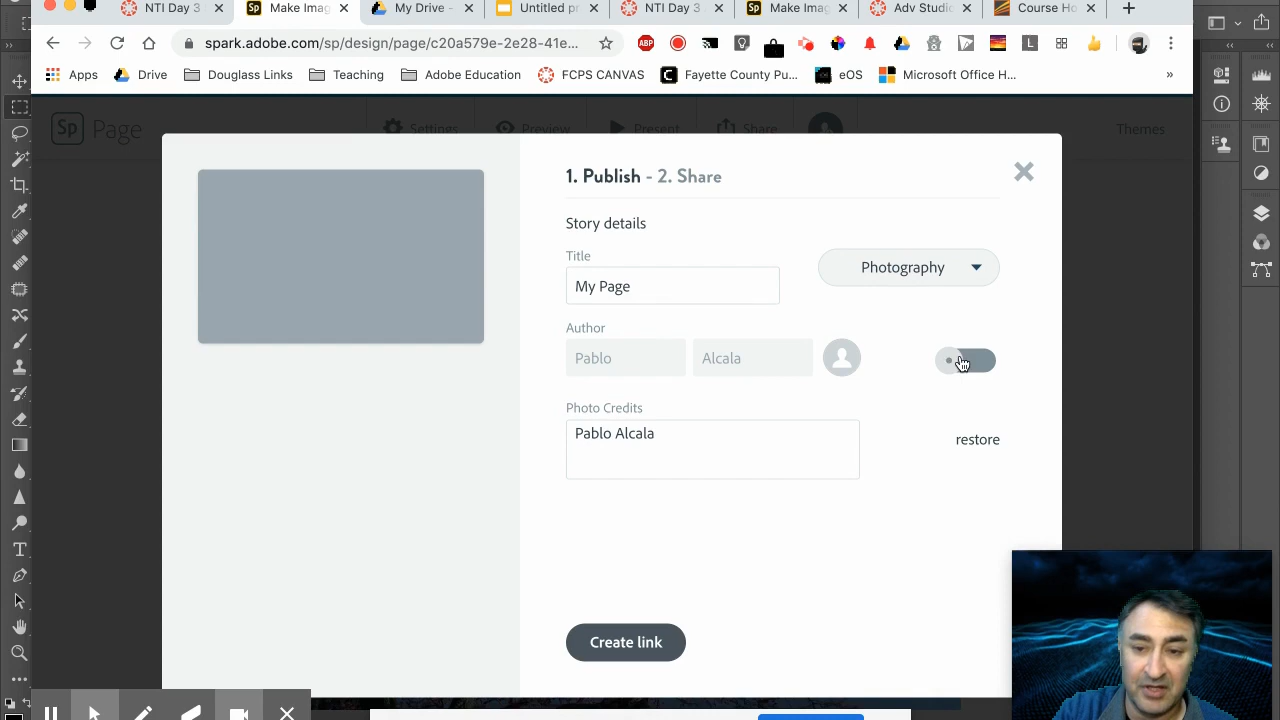 NTI Day 3
Make Imag
My Drive -
Untitled pr
NTI Day 3
Make Imag
Adv Studi
Course Ho
spark.adobe.com/sp/design/page/c20a579e-2e28-41e...
Apps
Drive
Douglass Links
Teaching
Adobe Education
FCPS CANVAS
Fayette County Pu...
eOS
Microsoft Office H...
»
Sp Page
Settings
Preview
Present
Share
Themes
1. Publish - 2. Share
Story details
Title
My Page
Photography
Author
Pablo
Alcala
Photo Credits
Pablo Alcala
restore
Create link